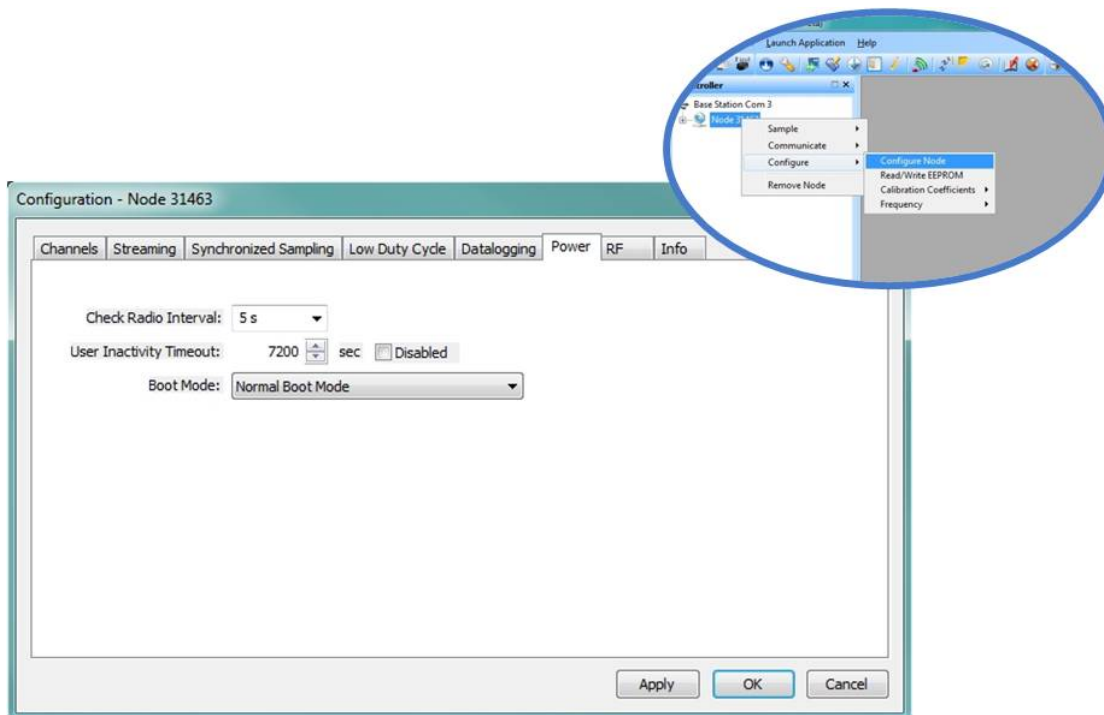 Launch Application Help
Base Station Com 3
Node 31463
Sample
Communicate
Configure
Remove Node
Configure Node
Read/Write EEPROM
Calibration Coefficients
Frequency
Configuration - Node 31463
Channels Streaming Synchronized Sampling Low Duty Cycle Datalogging Power RF Info
Check Radio Interval: 5 s
User Inactivity Timeout: 7200 sec Disabled
Boot Mode: Normal Boot Mode
Apply OK Cancel